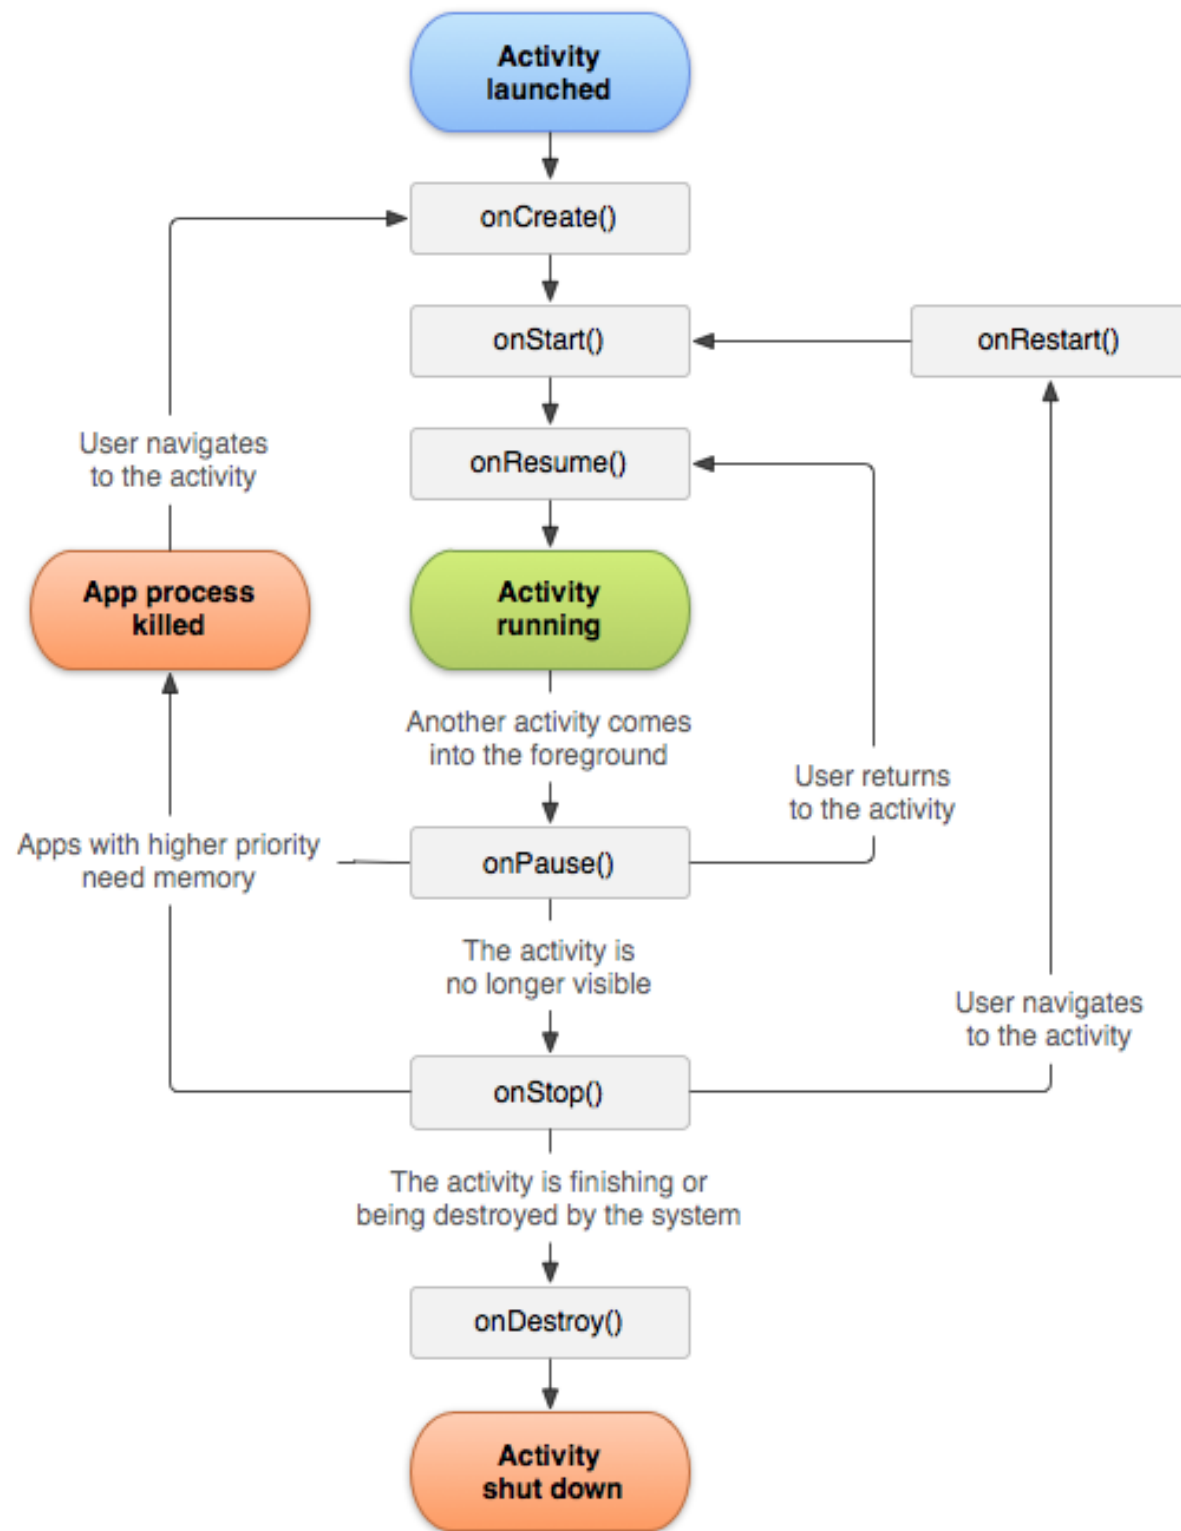 Activity
launched
onCreate()
onStart()
onRestart()
User navigates
to the activity
onResume()
App process
killed
Activity
running
Another activity comes
into the foreground
User returns
to the activity
Apps with higher priority
need memory
onPause()
The activity is
no longer visible
User navigates
to the activity
onStop()
The activity is finishing or
being destroyed by the system
onDestroy()
Activity
shut down